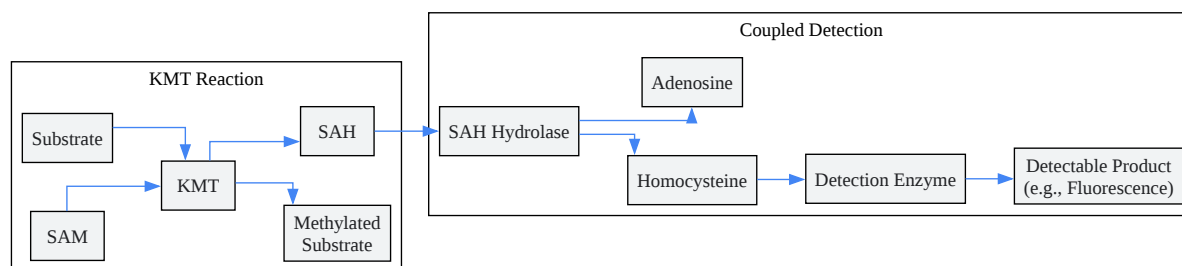 Coupled Detection
KMT Reaction
Adenosine
Substrate
SAH
SAH Hydrolase
KMT
Homocysteine
Detection Enzyme
Detectable Product
(e.g., Fluorescence)
SAM
Methylated
Substrate